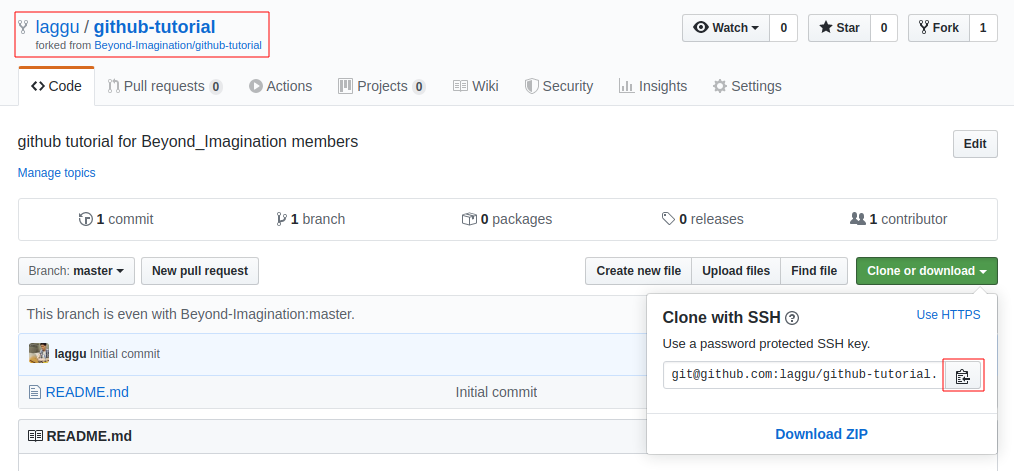 laggu / github-tutorial
forked from Beyond-Imagination/github-tutorial
Watch 0 Star 0 Fork 1
Code Pull requests 0 Actions Projects 0 Wiki Security Insights Settings
github tutorial for Beyond_Imagination members
Edit
Manage topics
1 commit 1 branch 0 packages 0 releases 1 contributor
Branch: master New pull request Create new file Upload files Find file Clone or download
This branch is even with Beyond-Imagination:master.
laggu Initial commit
README.md Initial commit
README.md
Clone with SSH ? Use HTTPS
Use a password protected SSH key.
git@github.com:laggu/github-tutorial.
Download ZIP